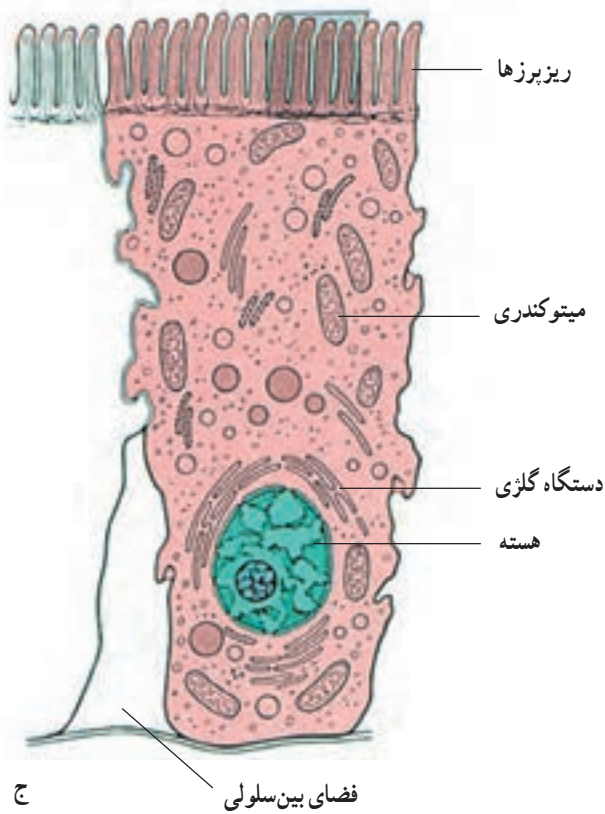 ریزپرزها
میتوکندری
دستگاه گلژی
هسته
فضای بین‌سلولی
ج